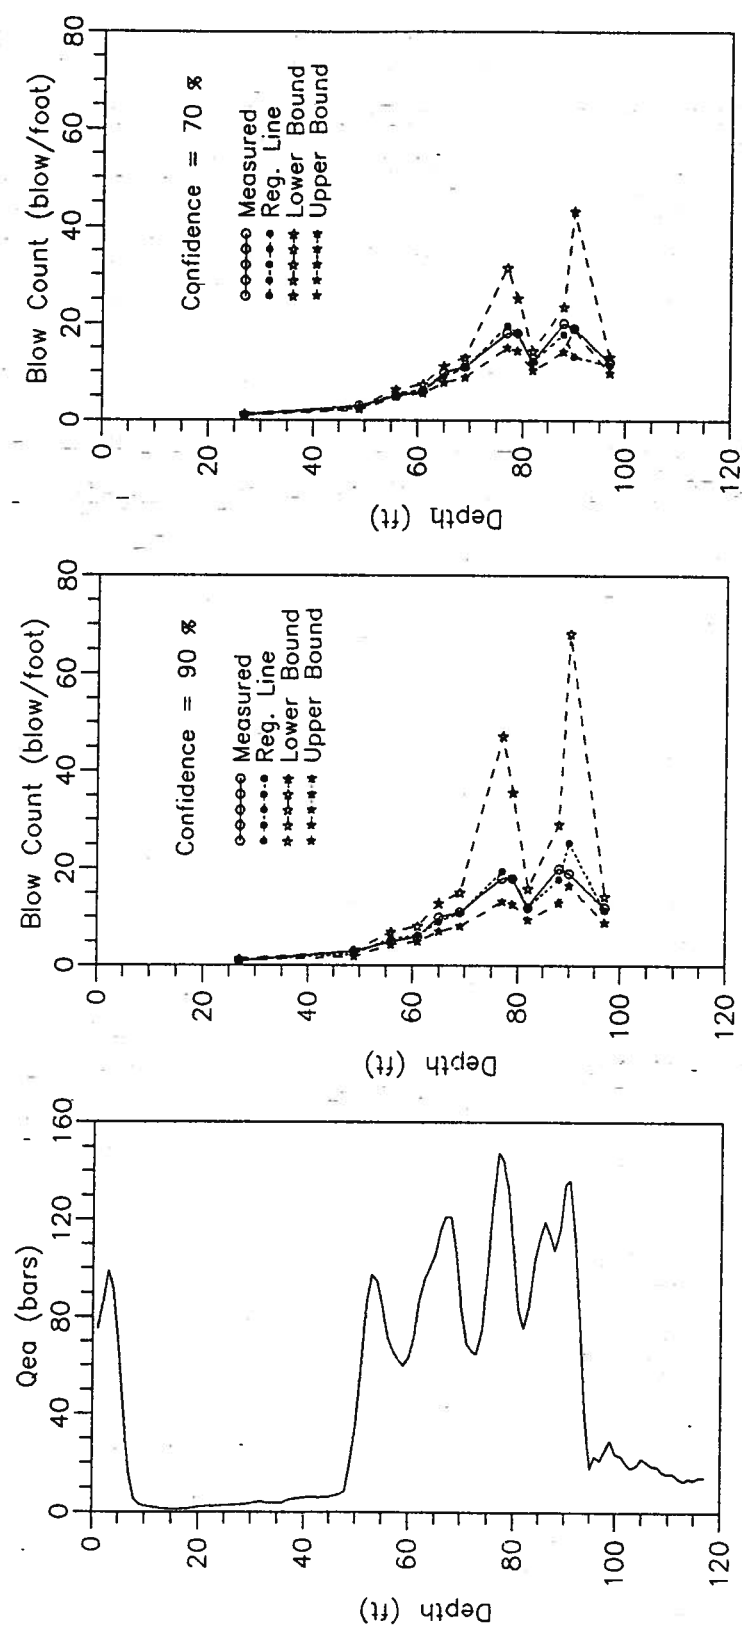 Blow Count (blow/foot)
0 20 40 60 80
Confidence = 70 %
Measured
Reg. Line
Lower Bound
Upper Bound
0 20 40 60 80 100 120
Depth (ft)
Blow Count (blow/foot)
0 20 40 60 80
Confidence = 90 %
Measured
Reg. Line
Lower Bound
Upper Bound
0 20 40 60 80 100 120
Depth (ft)
Qea (bars)
0 40 80 120 160
0 20 40 60 80 100 120
Depth (ft)